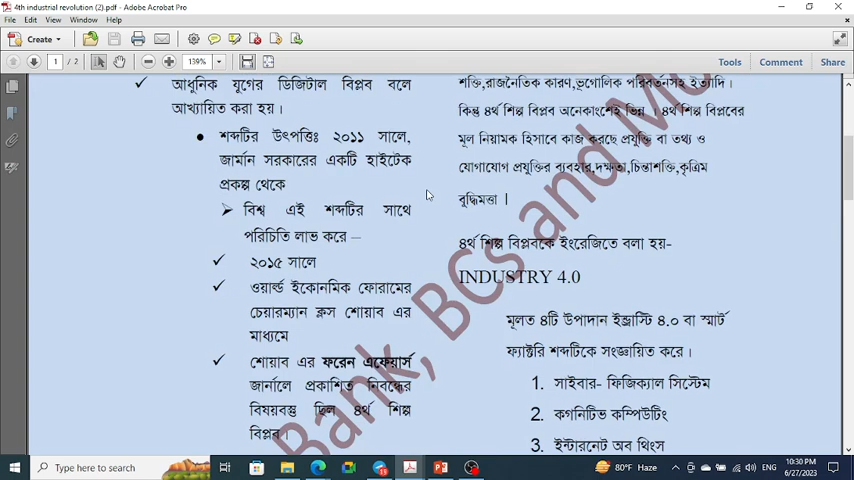 4th industrial revolution (2).pdf - Adobe Acrobat Pro
File Edit View Window Help
Create
1 / 2 139% Tools Comment Share
আধুনিক যুগের ডিজিটাল বিপ্লব বলে
আখ্যায়িত করা হয়।
● শব্দটির উৎপত্তিঃ ২০১১ সালে,
জার্মান সরকারের একটি হাইটেক
প্রকল্প থেকে
➢ বিশ্ব এই শব্দটির সাথে
পরিচিতি লাভ করে –
✓ ২০১৫ সালে
✓ ওয়ার্ল্ড ইকোনমিক ফোরামের
চেয়ারম্যান ক্লস শোয়াব এর
মাধ্যমে
✓ শোয়াব এর ফরেন এফেয়ার্স
জার্নালে প্রকাশিত নিবন্ধের
বিষয়বস্তু ছিল ৪র্থ শিল্প
বিপ্লব।
শক্তি,রাজনৈতিক কারণ,ভূগোলিক পরিবর্তনসহ ইত্যাদি।
কিন্তু ৪র্থ শিল্প বিপ্লব অনেকাংশেই ভিন্ন । ৪র্থ শিল্প বিপ্লবের
মূল নিয়ামক হিসাবে কাজ করছে প্রযুক্তি বা তথ্য ও
যোগাযোগ প্রযুক্তির ব্যবহার,দক্ষতা,চিন্তাশক্তি,কৃত্রিম
বুদ্ধিমত্তা ।
৪র্থ শিল্প বিপ্লবকে ইংরেজিতে বলা হয়-
INDUSTRY 4.0
মূলত ৪টি উপাদান ইন্ড্রাস্টি ৪.০ বা স্মার্ট
ফ্যাক্টরি শব্দটিকে সংজ্ঞায়িত করে।
1. সাইবার- ফিজিক্যাল সিস্টেম
2. কগনিটিভ কম্পিউটিং
3. ইন্টারনেট অব থিংস
Bank, BCs and
Type here to search
80°F Haze ENG 10:30 PM
6/27/2023